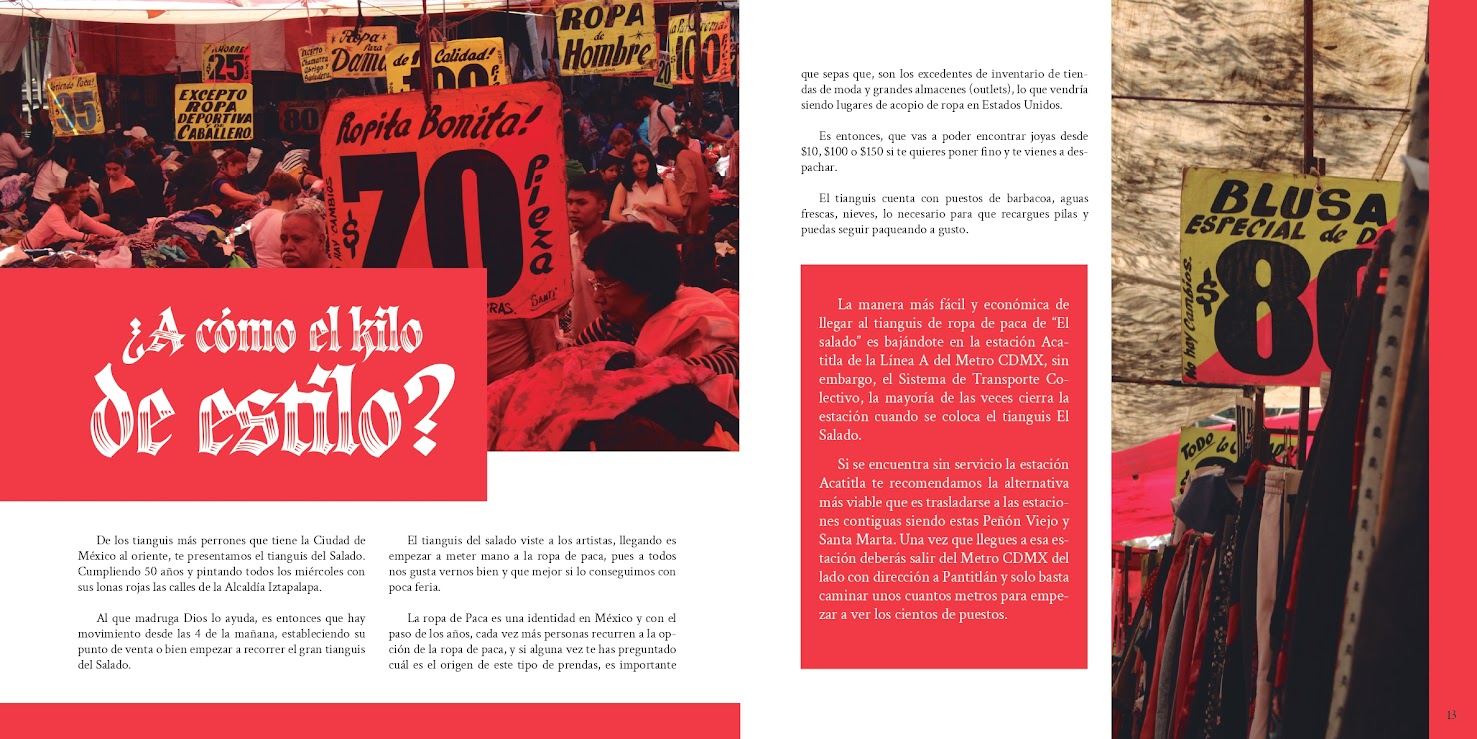 ROPA
de
Hombre
100
Ropa
Para
Dama
¡AHORRE!
$25
Calidad!
EXCEPTO
ROPA
DEPORTIVA
Y DE
CABALLERO
80
20
Ropita Bonita!
$70
Pieza
NO HAY CAMBIOS
¿A cómo el kilo
de estilo?
De los tianguis más perrones que tiene la Ciudad de
México al oriente, te presentamos el tianguis del Salado.
Cumpliendo 50 años y pintando todos los miércoles con
sus lonas rojas las calles de la Alcaldía Iztapalapa.
Al que madruga Dios lo ayuda, es entonces que hay
movimiento desde las 4 de la mañana, estableciendo su
punto de venta o bien empezar a recorrer el gran tianguis
del Salado.
El tianguis del salado viste a los artistas, llegando es
empezar a meter mano a la ropa de paca, pues a todos
nos gusta vernos bien y que mejor si lo conseguimos con
poca feria.
La ropa de Paca es una identidad en México y con el
paso de los años, cada vez más personas recurren a la op-
ción de la ropa de paca, y si alguna vez te has preguntado
cuál es el origen de este tipo de prendas, es importante
que sepas que, son los excedentes de inventario de tien-
das de moda y grandes almacenes (outlets), lo que vendría
siendo lugares de acopio de ropa en Estados Unidos.
Es entonces, que vas a poder encontrar joyas desde
$10, $100 o $150 si te quieres poner fino y te vienes a des-
pachar.
El tianguis cuenta con puestos de barbacoa, aguas
frescas, nieves, lo necesario para que recargues pilas y
puedas seguir paqueando a gusto.
La manera más fácil y económica de
llegar al tianguis de ropa de paca de “El
salado” es bajándote en la estación Aca-
titla de la Línea A del Metro CDMX, sin
embargo, el Sistema de Transporte Co-
lectivo, la mayoría de las veces cierra la
estación cuando se coloca el tianguis El
Salado.
Si se encuentra sin servicio la estación
Acatitla te recomendamos la alternativa
más viable que es trasladarse a las estacio-
nes contiguas siendo estas Peñón Viejo y
Santa Marta. Una vez que llegues a esa es-
tación deberás salir del Metro CDMX del
lado con dirección a Pantitlán y solo basta
caminar unos cuantos metros para empe-
zar a ver los cientos de puestos.
BLUSA
ESPECIAL de D
$80
No hay Cambios.
TODO lo
13